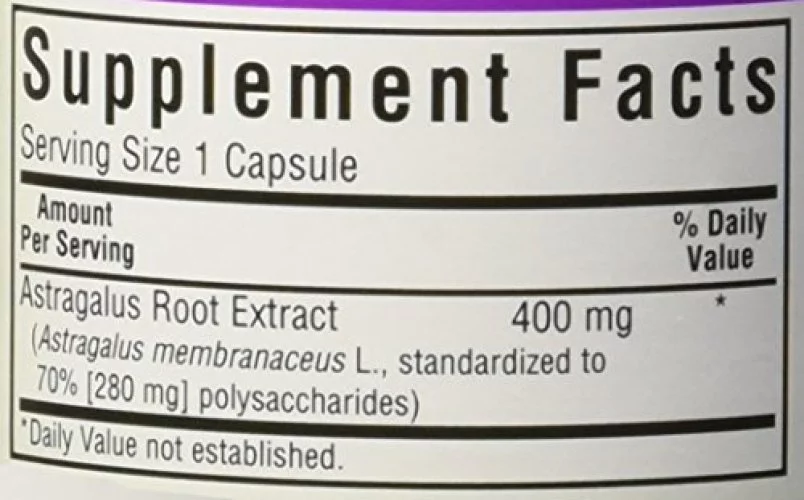 Supplement Facts
Serving Size 1 Capsule
Amount
Per Serving
% Daily
Value
Astragalus Root Extract 400 mg *
(Astragalus membranaceus L., standardized to
70% [280 mg] polysaccharides)
*Daily Value not established.